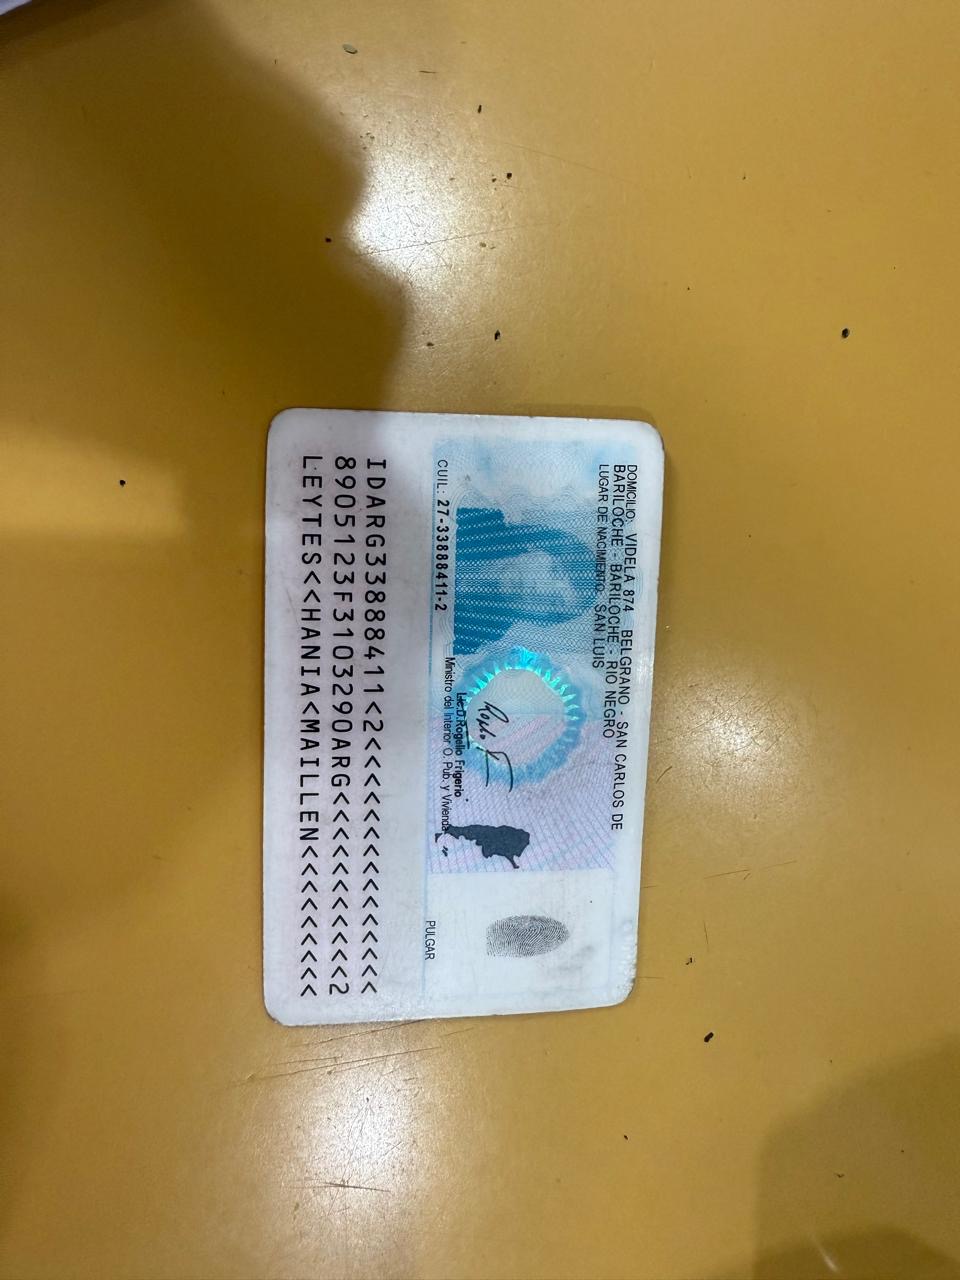 DOMICILIO: VIDELA 874 BELGRANO - SAN CARLOS DE
BARILOCHE - BARILOCHE - RIO NEGRO
LUGAR DE NACIMIENTO: SAN LUIS
CUIL: 27-33888411-2
Lic.D.Rogelio Frigerio
Ministro del Interior O. Pub. y Vivienda
PULGAR
IDARG33888411<2<<<<<<<<<<<<<<<
8905123F3103290ARG<<<<<<<<<<<2
LEYTES<<HANIA<MAILLEN<<<<<<<<<